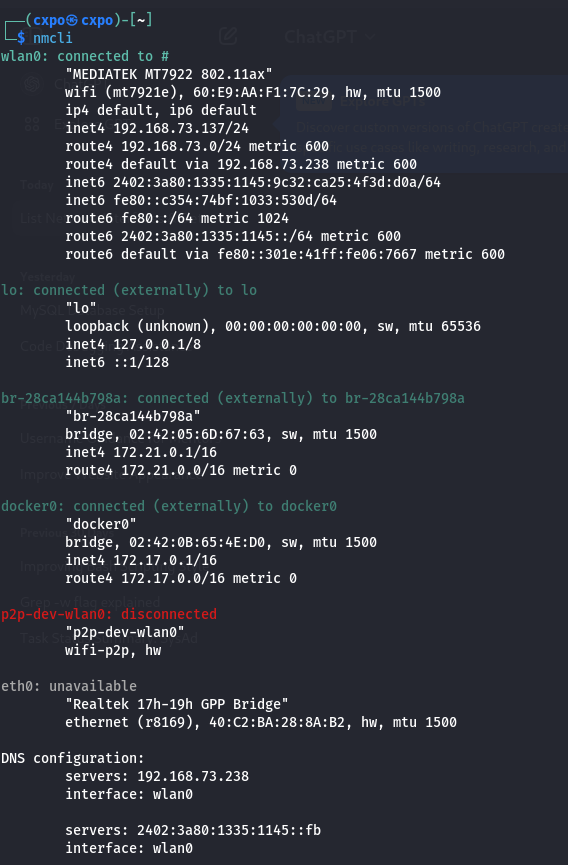 ┌──(cxpo㉿cxpo)-[~]
└─$ nmcli
wlan0: connected to #
        "MEDIATEK MT7922 802.11ax"
        wifi (mt7921e), 60:E9:AA:F1:7C:29, hw, mtu 1500
        ip4 default, ip6 default
        inet4 192.168.73.137/24
        route4 192.168.73.0/24 metric 600
        route4 default via 192.168.73.238 metric 600
        inet6 2402:3a80:1335:1145:9c32:ca25:4f3d:d0a/64
        inet6 fe80::c354:74bf:1033:530d/64
        route6 fe80::/64 metric 1024
        route6 2402:3a80:1335:1145::/64 metric 600
        route6 default via fe80::301e:41ff:fe06:7667 metric 600

lo: connected (externally) to lo
        "lo"
        loopback (unknown), 00:00:00:00:00:00, sw, mtu 65536
        inet4 127.0.0.1/8
        inet6 ::1/128

br-28ca144b798a: connected (externally) to br-28ca144b798a
        "br-28ca144b798a"
        bridge, 02:42:05:6D:67:63, sw, mtu 1500
        inet4 172.21.0.1/16
        route4 172.21.0.0/16 metric 0

docker0: connected (externally) to docker0
        "docker0"
        bridge, 02:42:0B:65:4E:D0, sw, mtu 1500
        inet4 172.17.0.1/16
        route4 172.17.0.0/16 metric 0

p2p-dev-wlan0: disconnected
        "p2p-dev-wlan0"
        wifi-p2p, hw

eth0: unavailable
        "Realtek 17h-19h GPP Bridge"
        ethernet (r8169), 40:C2:BA:28:8A:B2, hw, mtu 1500

DNS configuration:
        servers: 192.168.73.238
        interface: wlan0

        servers: 2402:3a80:1335:1145::fb
        interface: wlan0
ChatGPT
Today
Yesterday